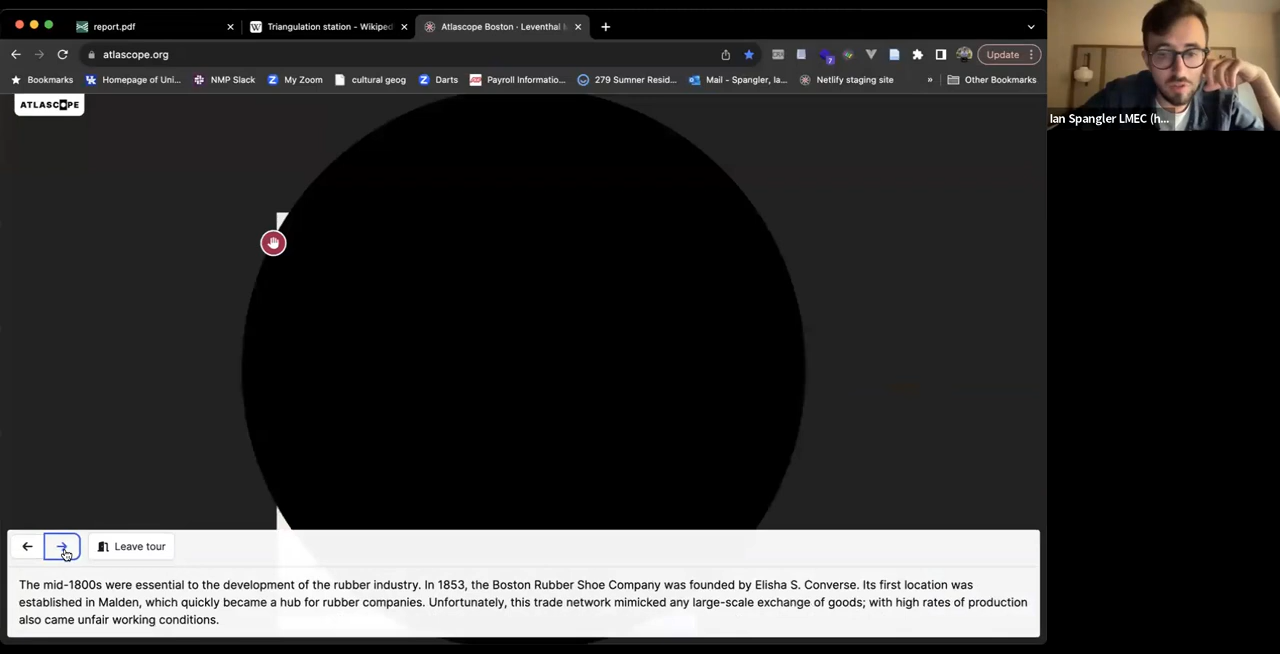 report.pdf
Triangulation station - Wikiped
Atlascope Boston · Leventhal
atlascope.org
Update
Bookmarks
Homepage of Uni...
NMP Slack
My Zoom
cultural geog
Darts
Payroll Informatio...
279 Sumner Resid...
Mail - Spangler, Ia...
Netlify staging site
»
Other Bookmarks
ATLASCOPE
Ian Spangler LMEC (h...
Leave tour
The mid-1800s were essential to the development of the rubber industry. In 1853, the Boston Rubber Shoe Company was founded by Elisha S. Converse. Its first location was
established in Malden, which quickly became a hub for rubber companies. Unfortunately, this trade network mimicked any large-scale exchange of goods; with high rates of production
also came unfair working conditions.